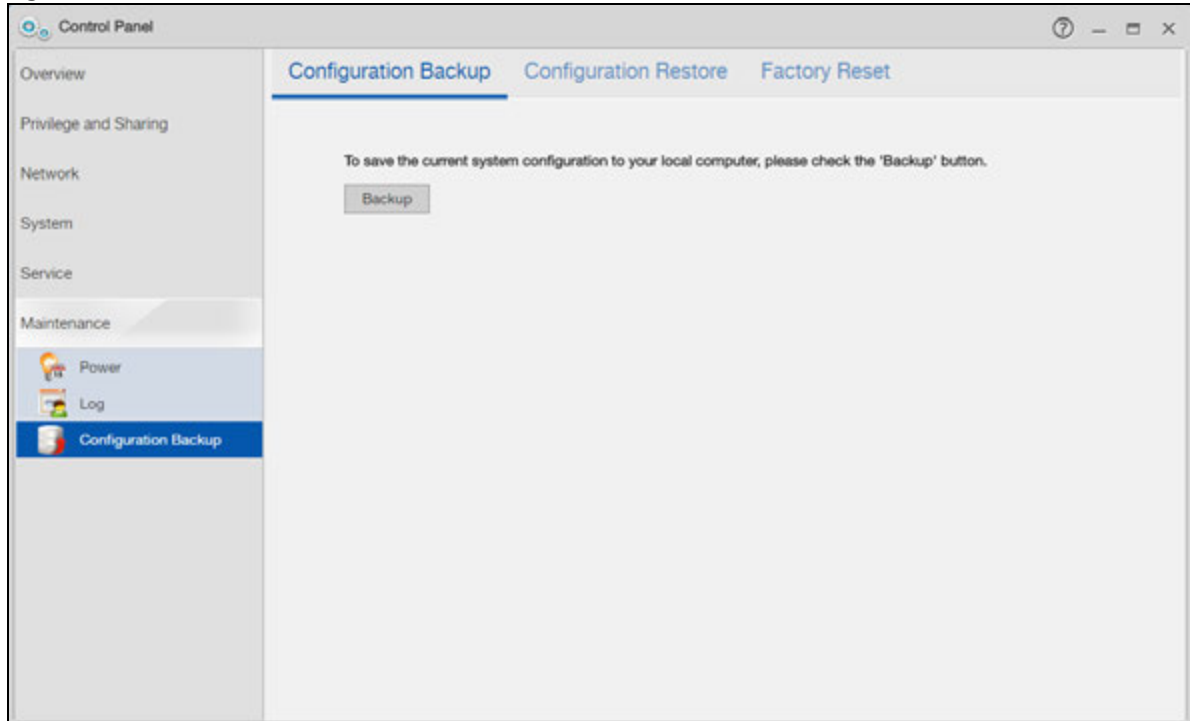 Control Panel
Overview
Privilege and Sharing
Network
System
Service
Maintenance
Power
Log
Configuration Backup
Configuration Backup Configuration Restore Factory Reset
To save the current system configuration to your local computer, please check the 'Backup' button.
Backup